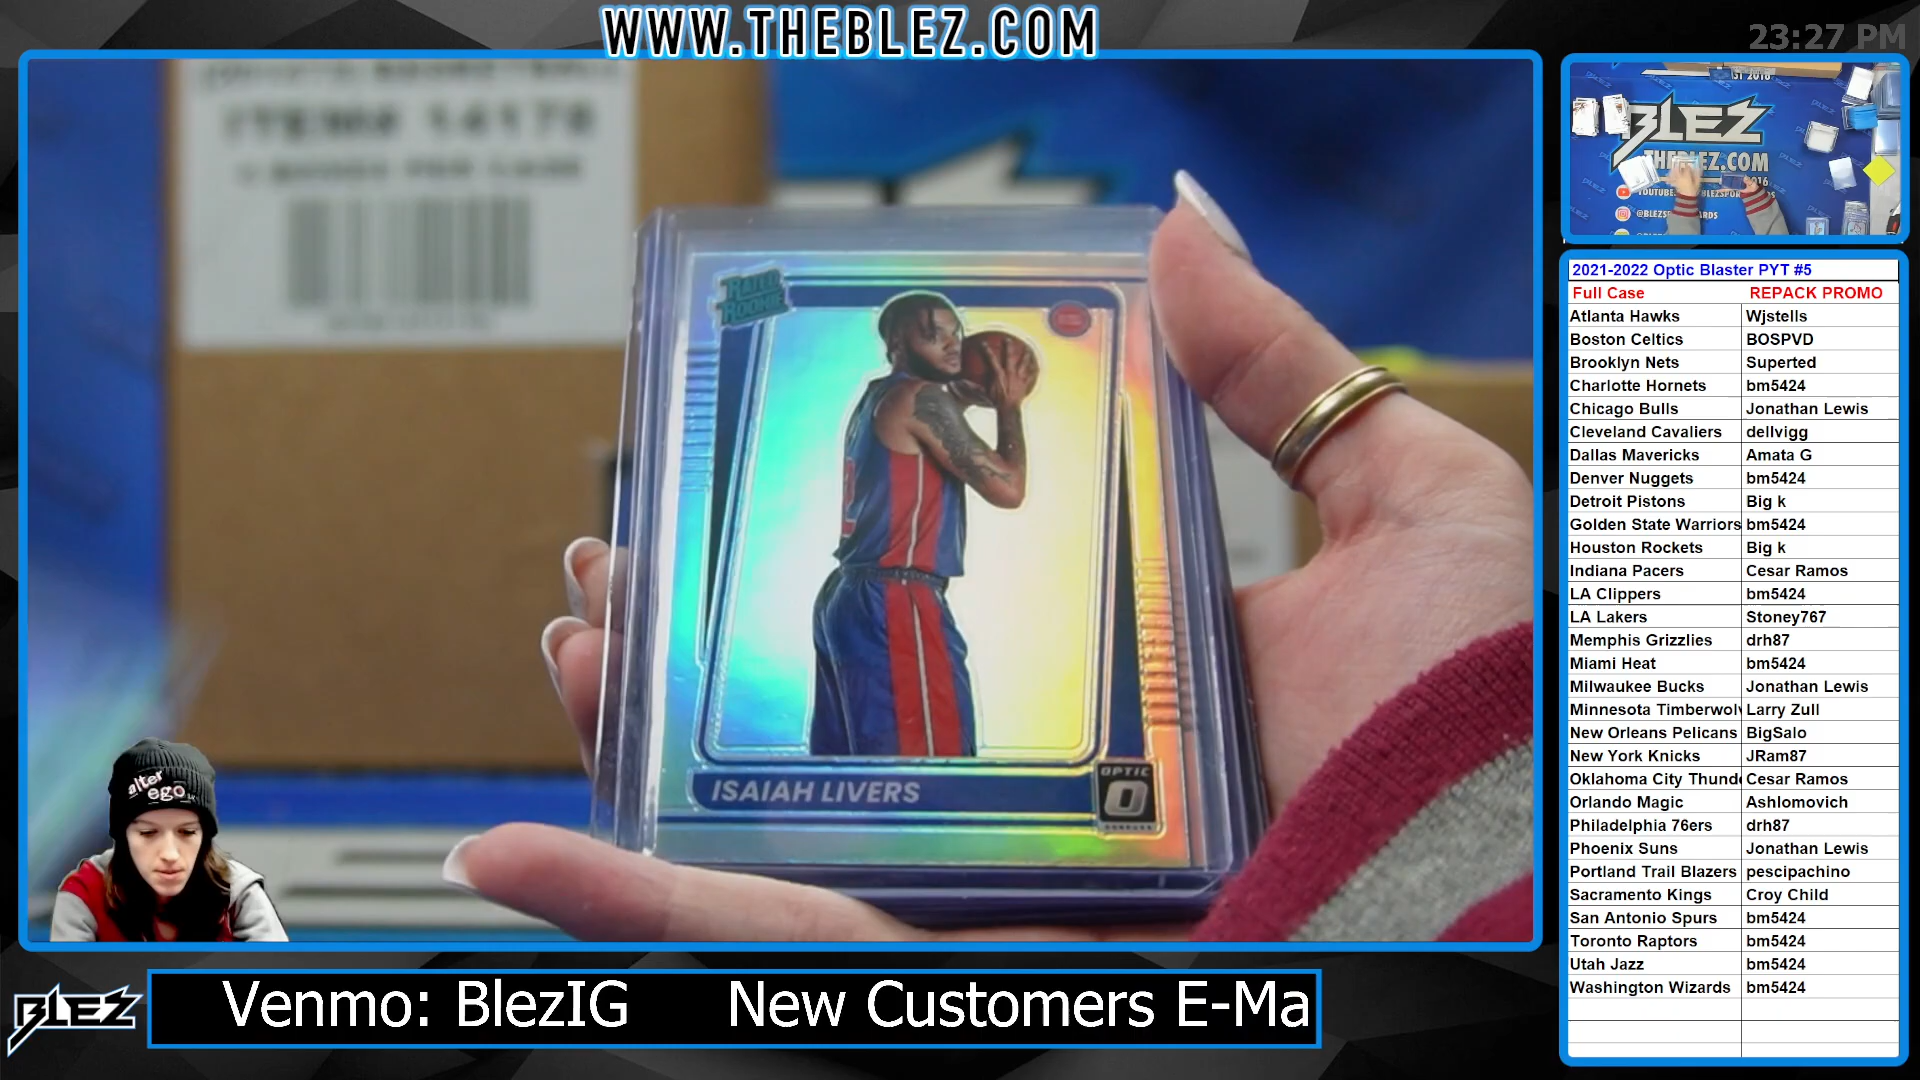 WWW.THEBLEZ.COM
23:27 PM
ITEM# 14178
RATED
ROOKIE
ISAIAH LIVERS
OPTIC
alter
ego
BLEZ
THEBLEZ.COM
2021-2022 Optic Blaster PYT #5
Full Case REPACK PROMO
Atlanta Hawks Wjstells
Boston Celtics BOSPVD
Brooklyn Nets Superted
Charlotte Hornets bm5424
Chicago Bulls Jonathan Lewis
Cleveland Cavaliers dellvigg
Dallas Mavericks Amata G
Denver Nuggets bm5424
Detroit Pistons Big k
Golden State Warriors bm5424
Houston Rockets Big k
Indiana Pacers Cesar Ramos
LA Clippers bm5424
LA Lakers Stoney767
Memphis Grizzlies drh87
Miami Heat bm5424
Milwaukee Bucks Jonathan Lewis
Minnesota Timberwolv Larry Zull
New Orleans Pelicans BigSalo
New York Knicks JRam87
Oklahoma City Thund Cesar Ramos
Orlando Magic Ashlomovich
Philadelphia 76ers drh87
Phoenix Suns Jonathan Lewis
Portland Trail Blazers pescipachino
Sacramento Kings Croy Child
San Antonio Spurs bm5424
Toronto Raptors bm5424
Utah Jazz bm5424
Washington Wizards bm5424
BLEZ
Venmo: BlezIG New Customers E-Ma